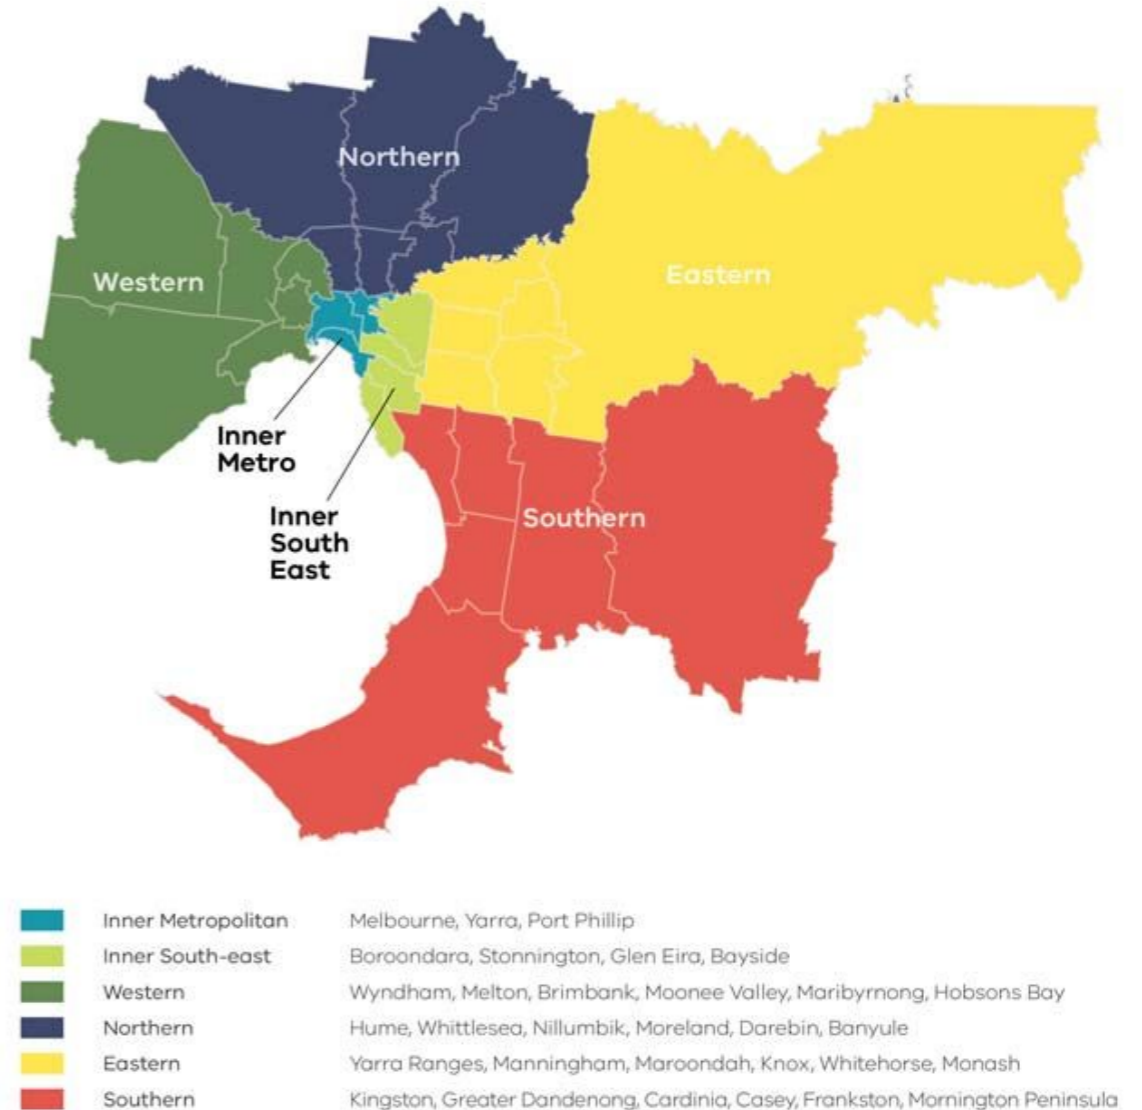 Northern
Western
Eastern
Inner
Metro
Inner
South
East
Southern
Inner Metropolitan Melbourne, Yarra, Port Phillip
Inner South-east Boroondara, Stonnington, Glen Eira, Bayside
Western Wyndham, Melton, Brimbank, Moonee Valley, Maribyrnong, Hobsons Bay
Northern Hume, Whittlesea, Nillumbik, Moreland, Darebin, Banyule
Eastern Yarra Ranges, Manningham, Maroondah, Knox, Whitehorse, Monash
Southern Kingston, Greater Dandenong, Cardinia, Casey, Frankston, Mornington Peninsula